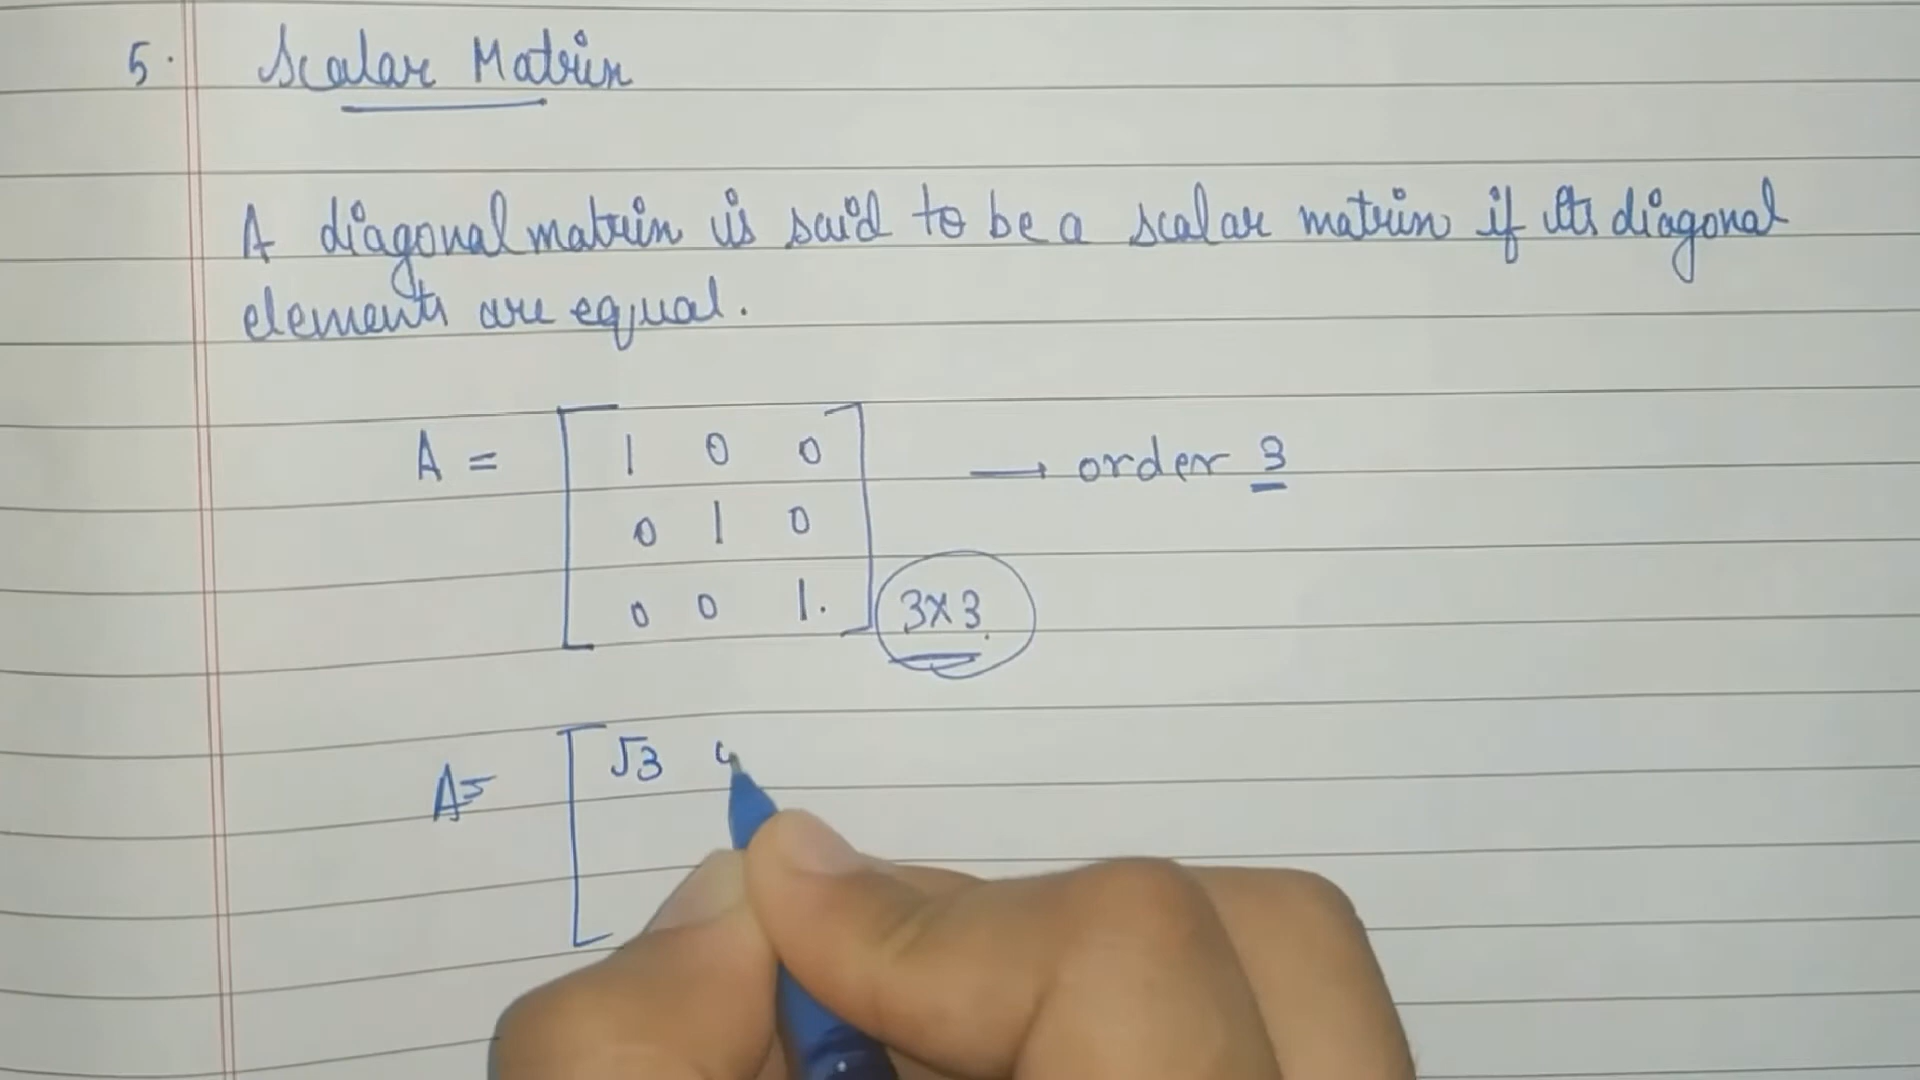 5. Scalar Matrix
A diagonal matrix is said to be a scalar matrix if its diagonal
elements are equal.
A = [ 1 0 0 → order 3
0 1 0
0 0 1. ] 3×3
A = [ √3